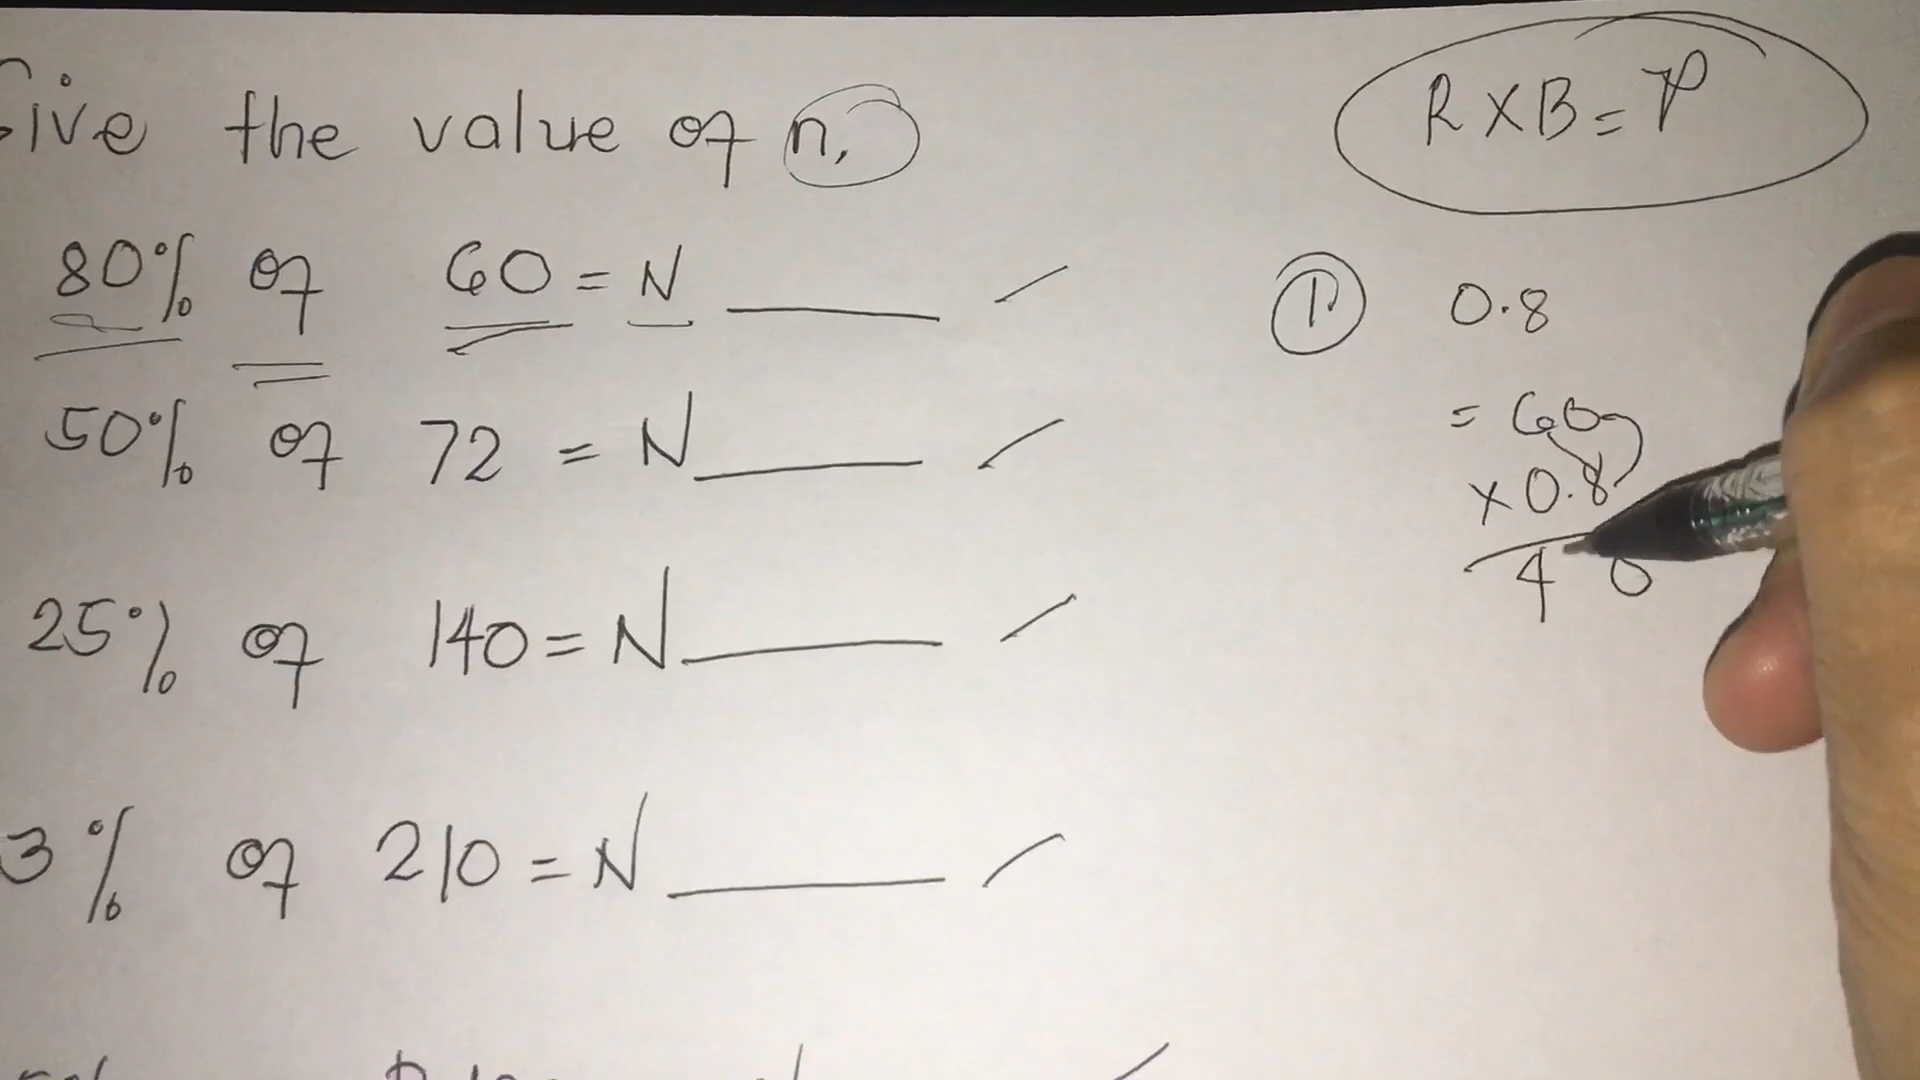 Give the value of n,
R X B = P
80% of 60 = N
50% of 72 = N
25% of 140 = N
3% of 210 = N
1
0.8
= 60
x 0.8
4 0